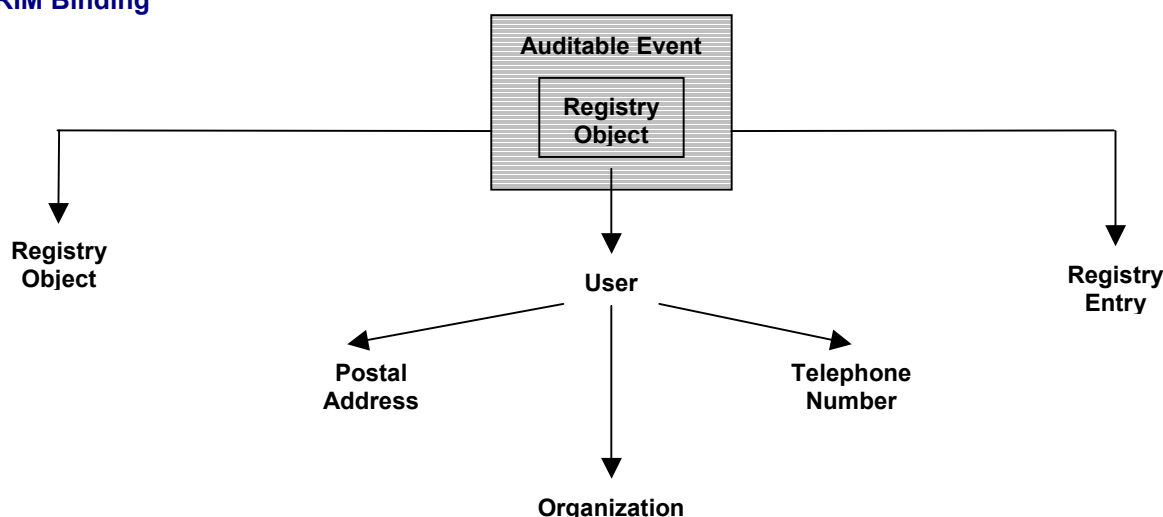 RIM Binding
Auditable Event
Registry
Object
Registry
Object
User
Registry
Entry
Postal
Address
Telephone
Number
Organization